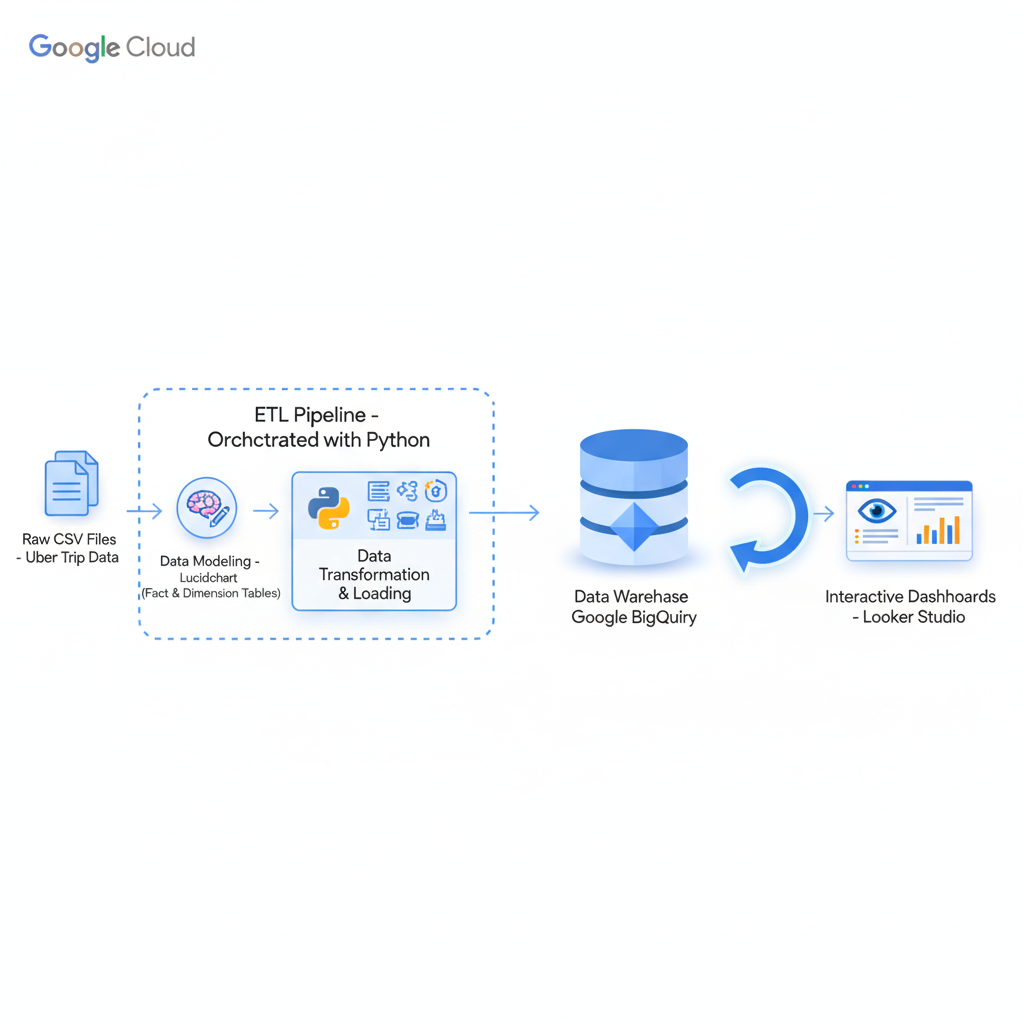 Google Cloud
ETL Pipeline -
Orchctrated with Python
Raw CSV Files
- Uber Trip Data
Data Modeling -
Lucidchart
(Fact & Dimension Tables)
Data
Transformation
& Loading
Data Warehase
Google BigQuiry
Interactive Dashhoards
- Looker Studio